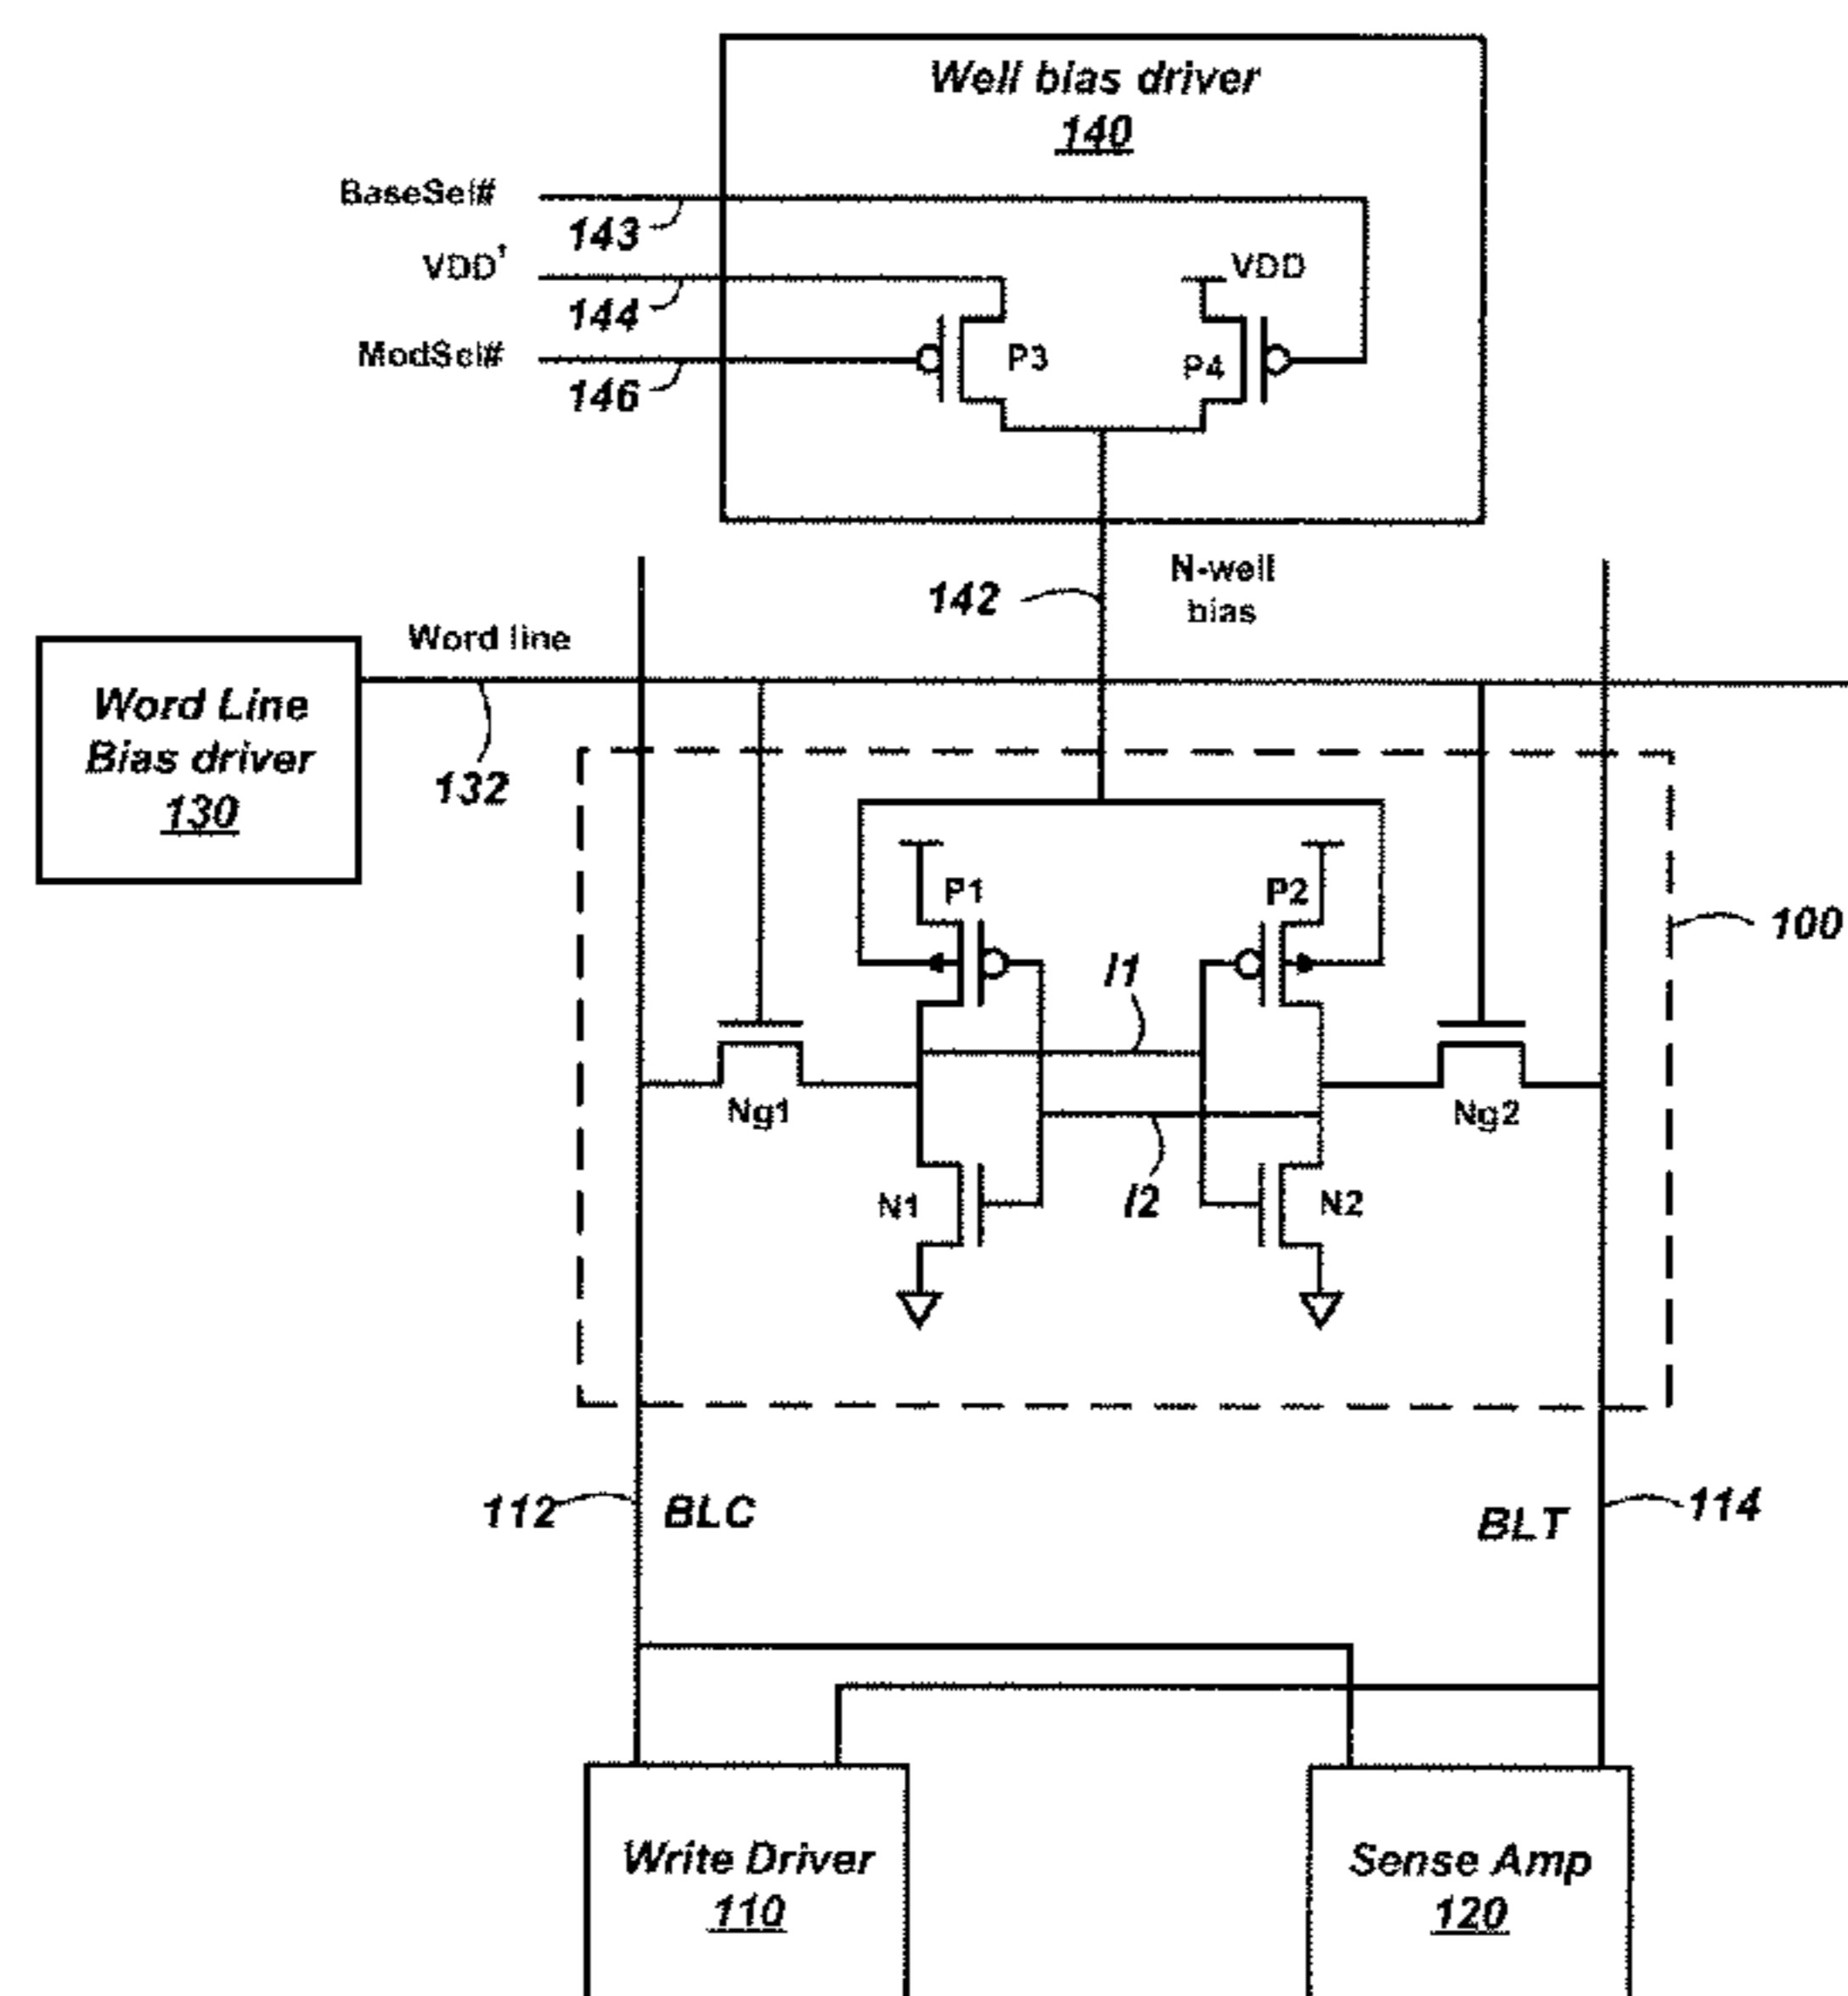 Well bias driver
140
BaseSel#
143
VDD'
144
VDD
ModSel#
146
P3
P4
N-well
bias
142
Word line
132
Word Line
Bias driver
130
P1
P2
100
I1
Ng1
Ng2
N1
I2
N2
112
BLC
BLT
114
Write Driver
110
Sense Amp
120